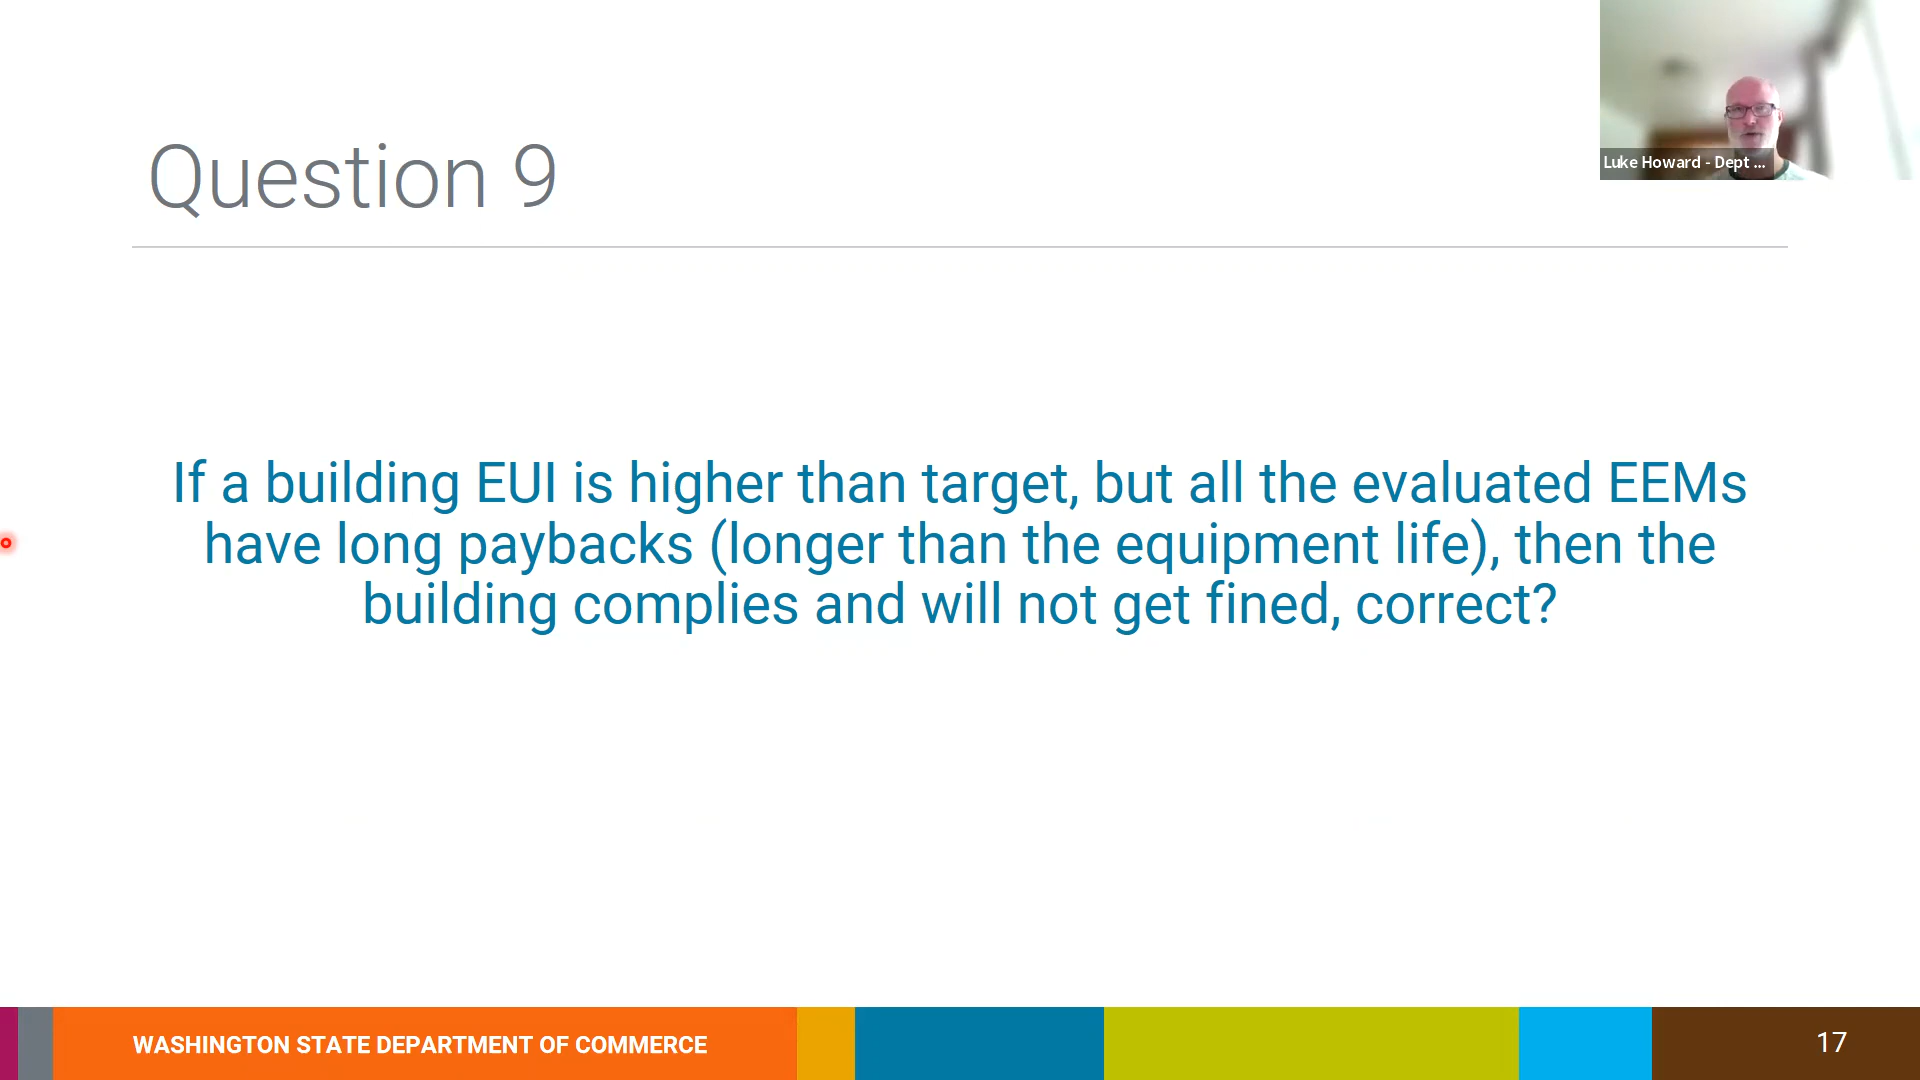 Question 9
Luke Howard - Dept ...
If a building EUI is higher than target, but all the evaluated EEMs
have long paybacks (longer than the equipment life), then the
building complies and will not get fined, correct?
WASHINGTON STATE DEPARTMENT OF COMMERCE
17